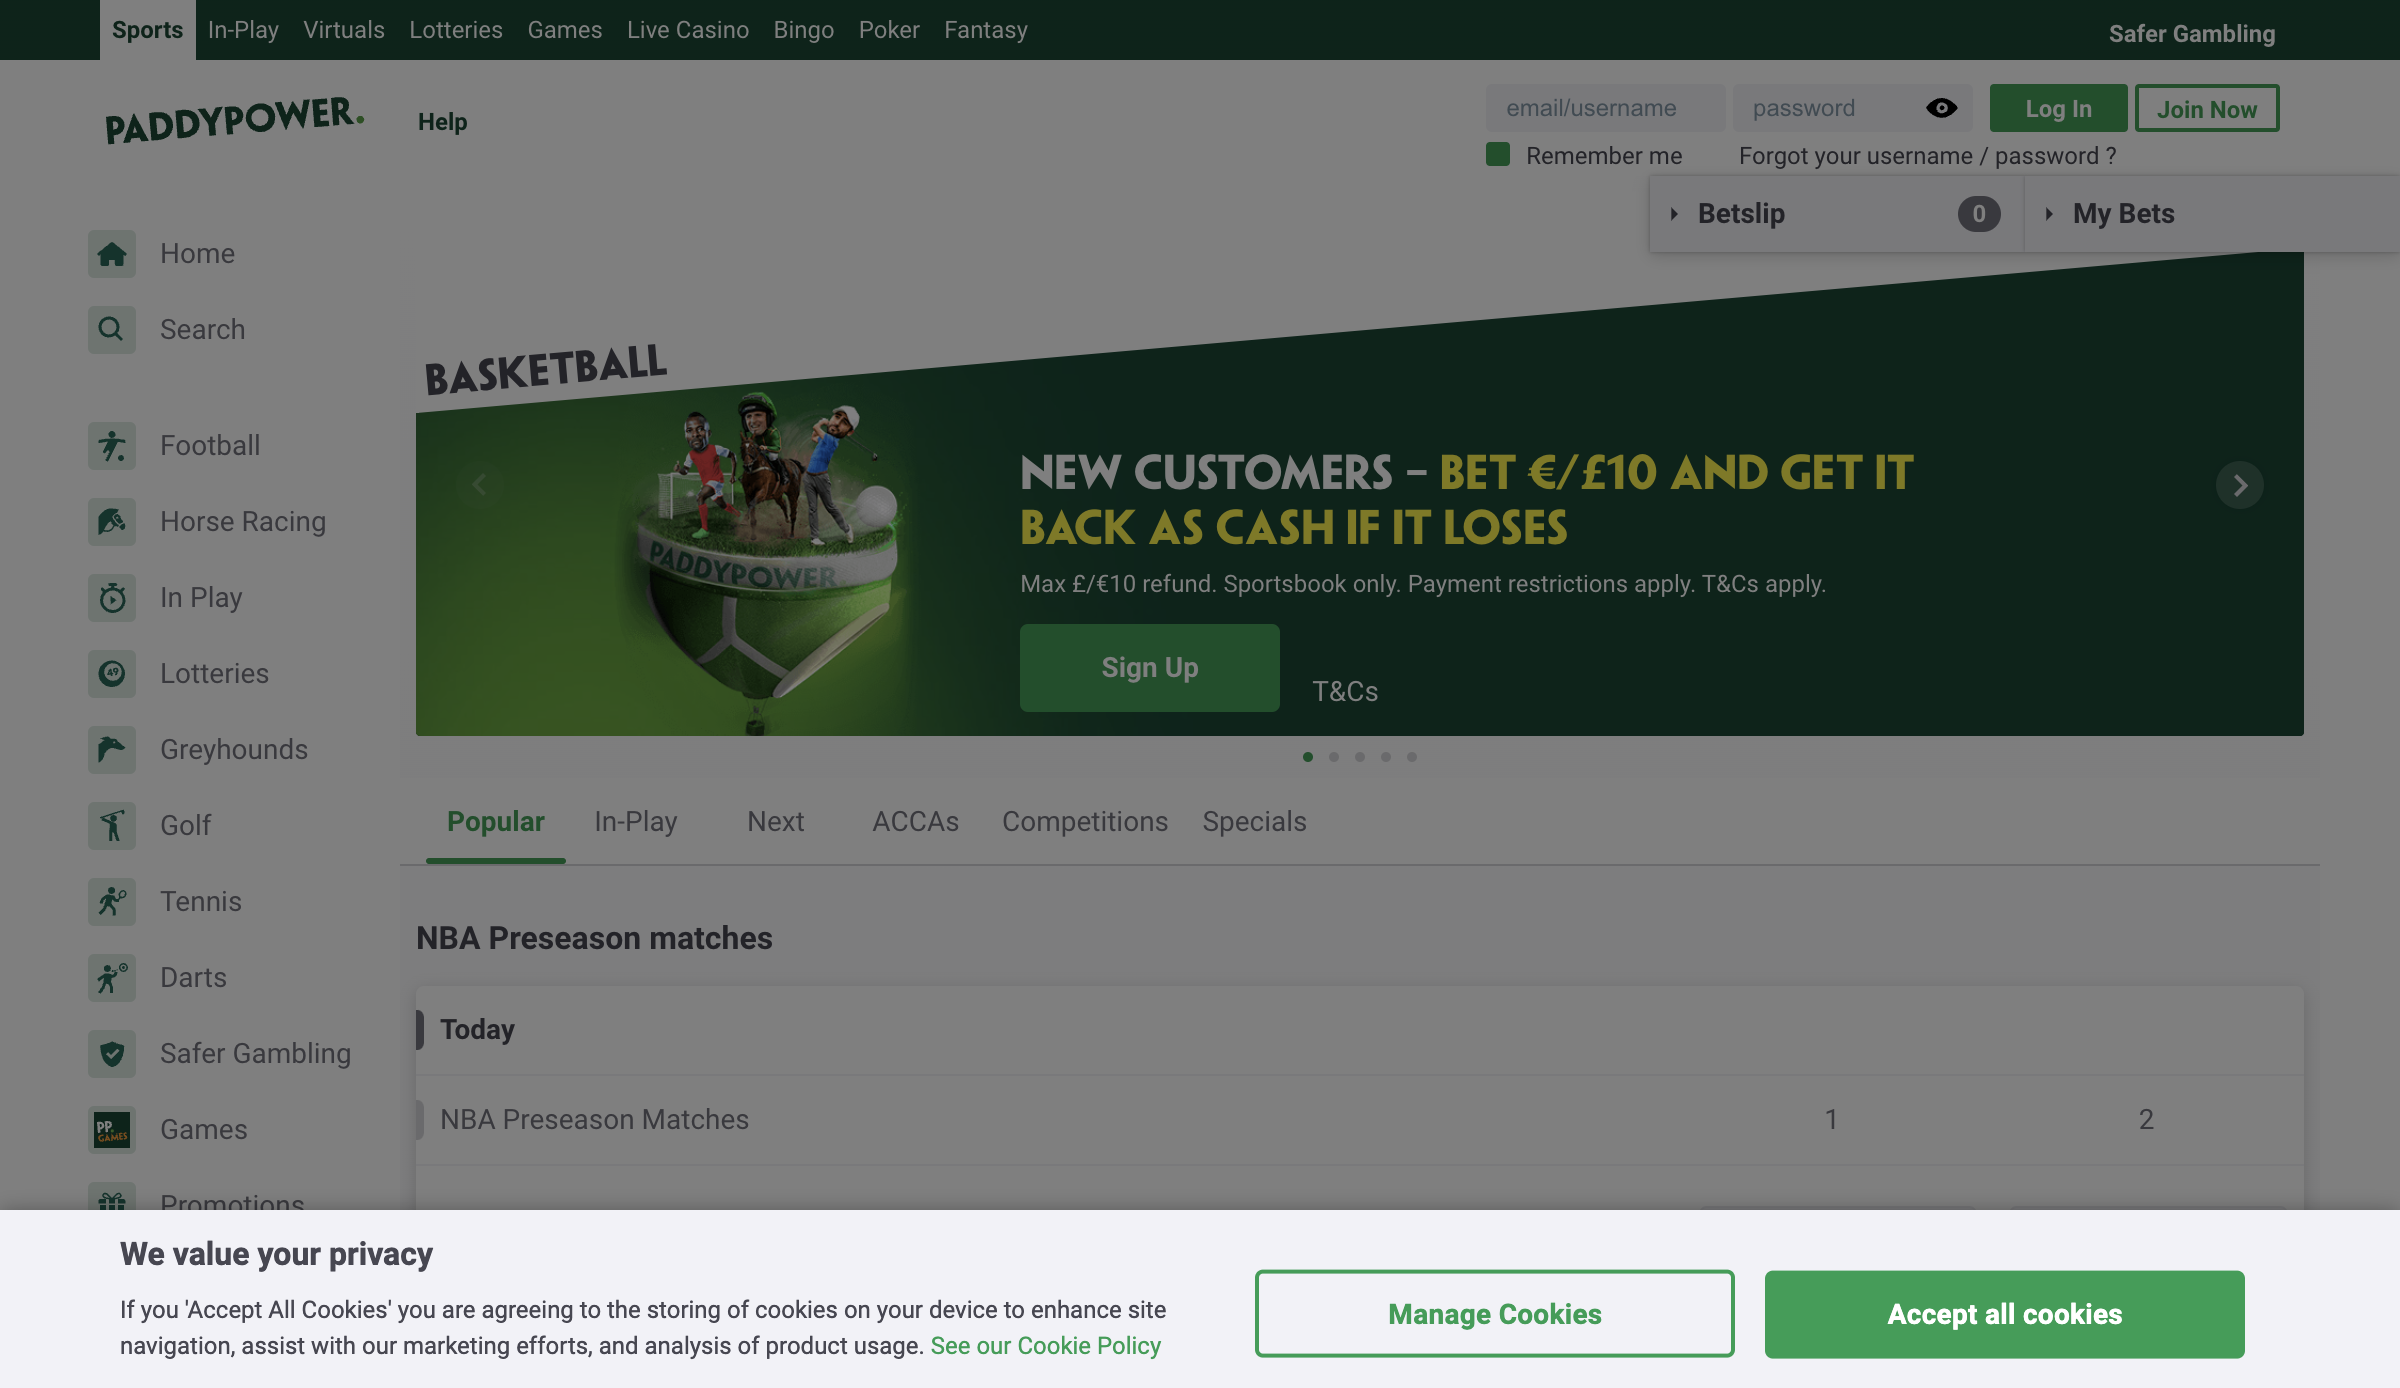 Sports In-Play Virtuals Lotteries Games Live Casino Bingo Poker Fantasy Safer Gambling
PADDYPOWER. Help
email/username password Log In Join Now
Remember me Forgot your username / password ?
Betslip 0 My Bets
Home
Search
Football
Horse Racing
In Play
Lotteries
Greyhounds
Golf
Tennis
Darts
Safer Gambling
PP. GAMES Games
Promotions
BASKETBALL
PADDYPOWER
NEW CUSTOMERS – BET €/£10 AND GET IT
BACK AS CASH IF IT LOSES
Max £/€10 refund. Sportsbook only. Payment restrictions apply. T&Cs apply.
Sign Up T&Cs
Popular In-Play Next ACCAs Competitions Specials
NBA Preseason matches
Today
NBA Preseason Matches 1 2
We value your privacy
If you 'Accept All Cookies' you are agreeing to the storing of cookies on your device to enhance site
navigation, assist with our marketing efforts, and analysis of product usage. See our Cookie Policy
Manage Cookies Accept all cookies